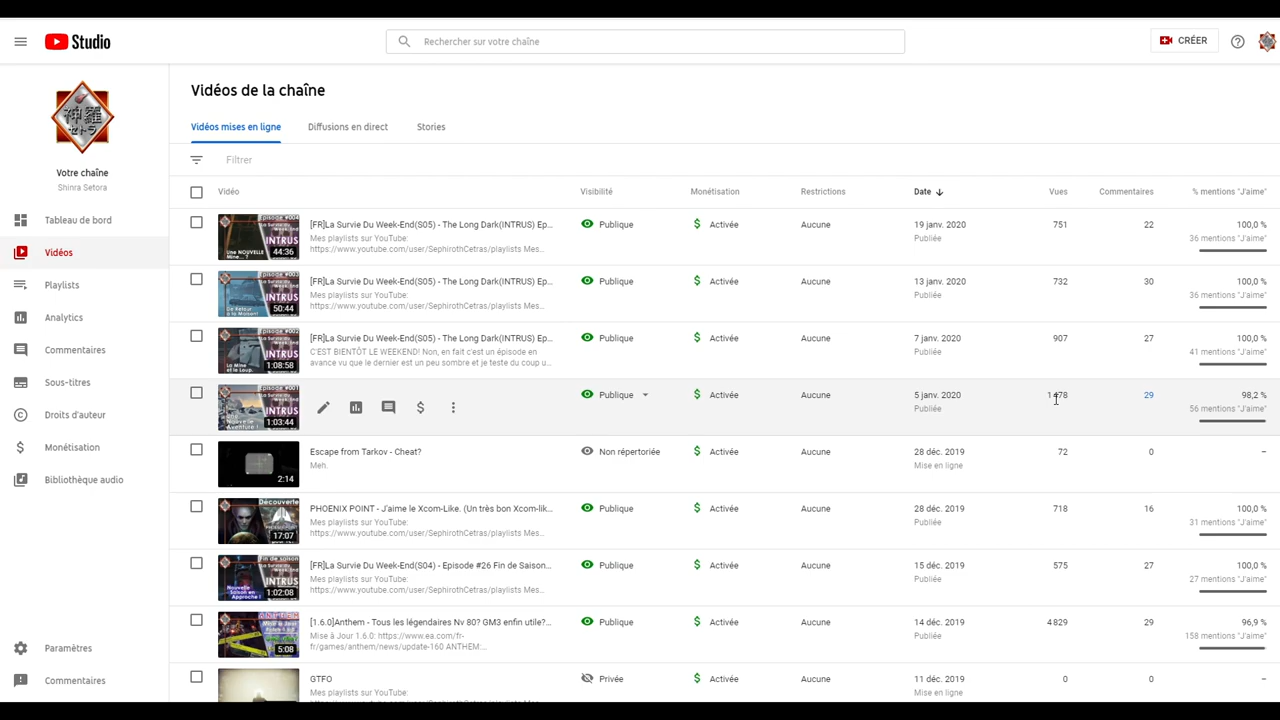 Studio
Rechercher sur votre chaîne
CRÉER
神羅
セトラ
Votre chaîne
Shinra Setora
Tableau de bord
Vidéos
Playlists
Analytics
Commentaires
Sous-titres
Droits d'auteur
Monétisation
Bibliothèque audio
Paramètres
Commentaires
Vidéos de la chaîne
Vidéos mises en ligne Diffusions en direct Stories
Filtrer
Vidéo Visibilité Monétisation Restrictions Date Vues Commentaires % mentions "J'aime"
INTRUS
44:36
[FR]La Survie Du Week-End(S05) - The Long Dark(INTRUS) Ep... Publique Activée Aucune 19 janv. 2020 751 22 100,0 %
Mes playlists sur YouTube: Publiée 36 mentions "J'aime"
https://www.youtube.com/user/SephirothCetras/playlists Mes...
INTRUS
50:44
[FR]La Survie Du Week-End(S05) - The Long Dark(INTRUS) Ep... Publique Activée Aucune 13 janv. 2020 732 30 100,0 %
Mes playlists sur YouTube: Publiée 36 mentions "J'aime"
https://www.youtube.com/user/SephirothCetras/playlists Mes...
INTRUS
1:08:58
[FR]La Survie Du Week-End(S05) - The Long Dark(INTRUS) Ep... Publique Activée Aucune 7 janv. 2020 907 27 100,0 %
C'EST BIENTÔT LE WEEKEND! Non, en fait c'est un épisode en Publiée 41 mentions "J'aime"
avance vu que le dernier est un peu sombre et je teste du coup u...
1:03:44
Publique Activée Aucune 5 janv. 2020 29 98,2 %
Publiée 56 mentions "J'aime"
2:14
Escape from Tarkov - Cheat? Non répertoriée Activée Aucune 28 déc. 2019 72 0 –
Meh. Mise en ligne
Découverte
17:07
PHOENIX POINT - J'aime le Xcom-Like. (Un très bon Xcom-lik... Publique Activée Aucune 28 déc. 2019 718 16 100,0 %
Mes playlists sur YouTube: Publiée 31 mentions "J'aime"
https://www.youtube.com/user/SephirothCetras/playlists Mes...
Fin de saison
INTRUS
1:02:08
[FR]La Survie Du Week-End(S04) - Episode #26 Fin de Saison... Publique Activée Aucune 15 déc. 2019 575 27 100,0 %
Mes playlists sur YouTube: Publiée 27 mentions "J'aime"
https://www.youtube.com/user/SephirothCetras/playlists Mes...
ANTHEM
5:08
[1.6.0]Anthem - Tous les légendaires Nv 80? GM3 enfin utile?... Publique Activée Aucune 14 déc. 2019 4 829 29 96,9 %
Mise à Jour 1.6.0: https://www.ea.com/fr- Publiée 158 mentions "J'aime"
fr/games/anthem/news/update-160 ANTHEM:...
GTFO Privée Activée Aucune 11 déc. 2019 0 0 –
Mes playlists sur YouTube: Mise en ligne